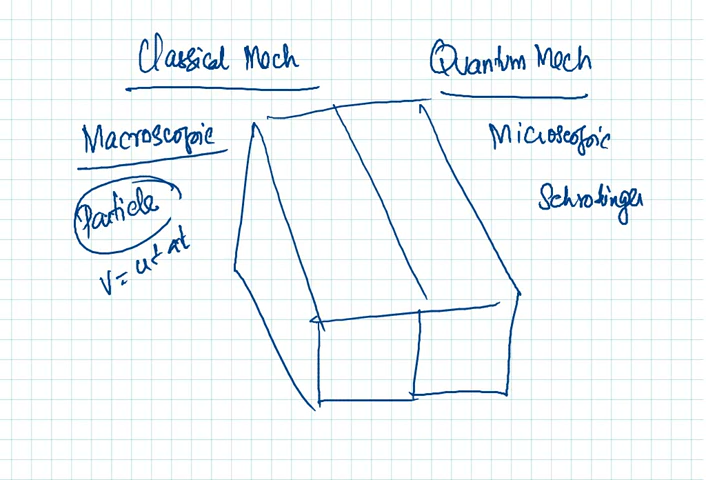 Classical Mech
Quantum Mech
Macroscopic
Microscopic
Particle
Schrodinger
V = u + at